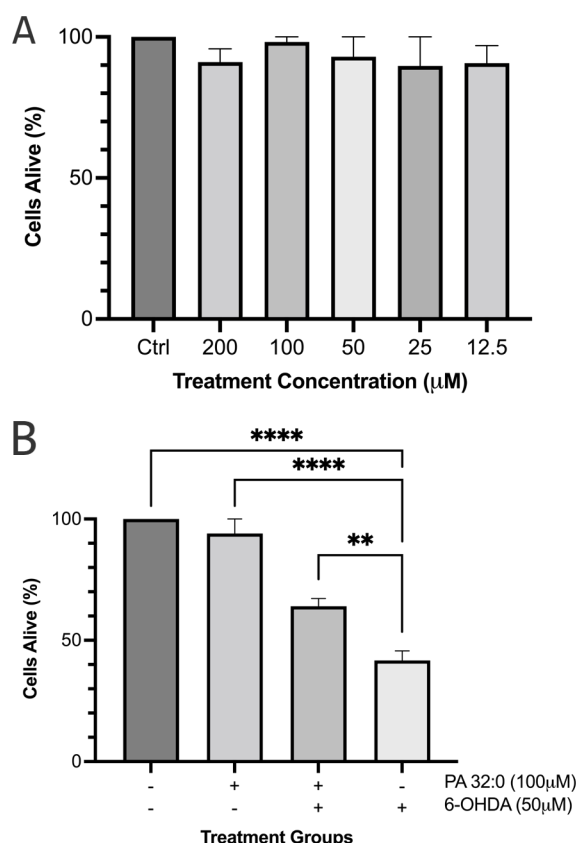 A
100
50
0
Cells Alive (%)
Ctrl 200 100 50 25 12.5
Treatment Concentration (μM)
B
****
****
**
100
50
0
Cells Alive (%)
- + + - PA 32:0 (100μM)
- - + + 6-OHDA (50μM)
Treatment Groups